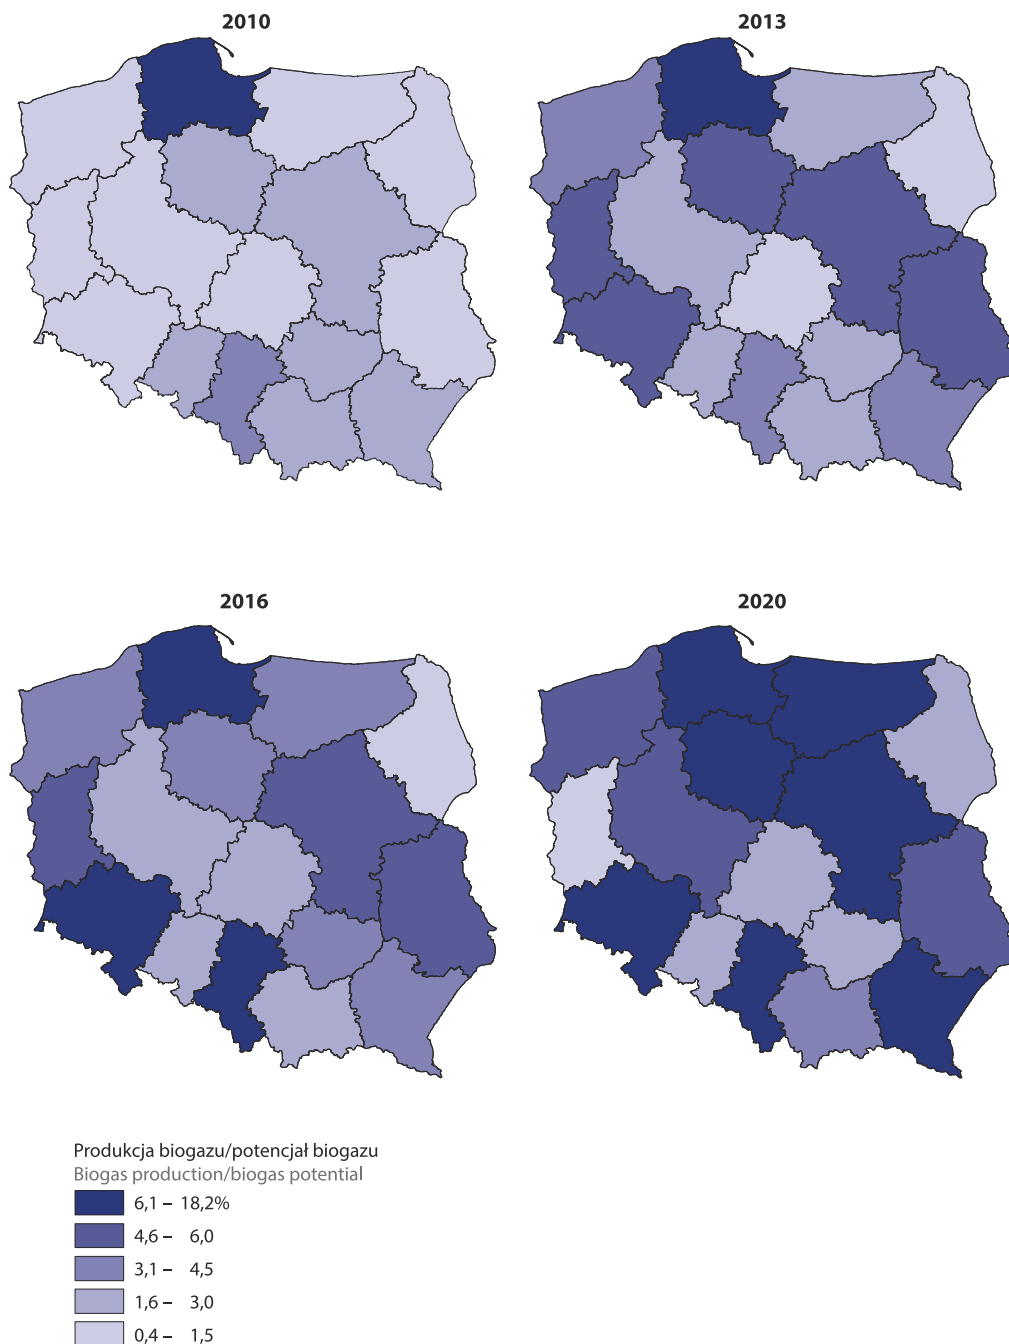 2010
2013
2016
2020
Produkcja biogazu/potencjał biogazu
Biogas production/biogas potential
6,1 – 18,2%
4,6 – 6,0
3,1 – 4,5
1,6 – 3,0
0,4 – 1,5